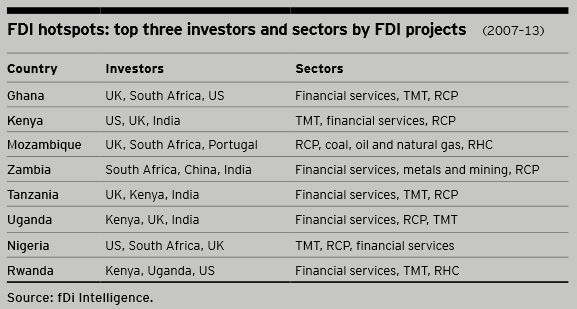 FDI hotspots: top three investors and sectors by FDI projects (2007–13)
Country Investors Sectors
Ghana UK, South Africa, US Financial services, TMT, RCP
Kenya US, UK, India TMT, financial services, RCP
Mozambique UK, South Africa, Portugal RCP, coal, oil and natural gas, RHC
Zambia South Africa, China, India Financial services, metals and mining, RCP
Tanzania UK, Kenya, India Financial services, TMT, RCP
Uganda Kenya, UK, India Financial services, RCP, TMT
Nigeria US, South Africa, UK TMT, RCP, financial services
Rwanda Kenya, Uganda, US Financial services, TMT, RHC
Source: fDi Intelligence.